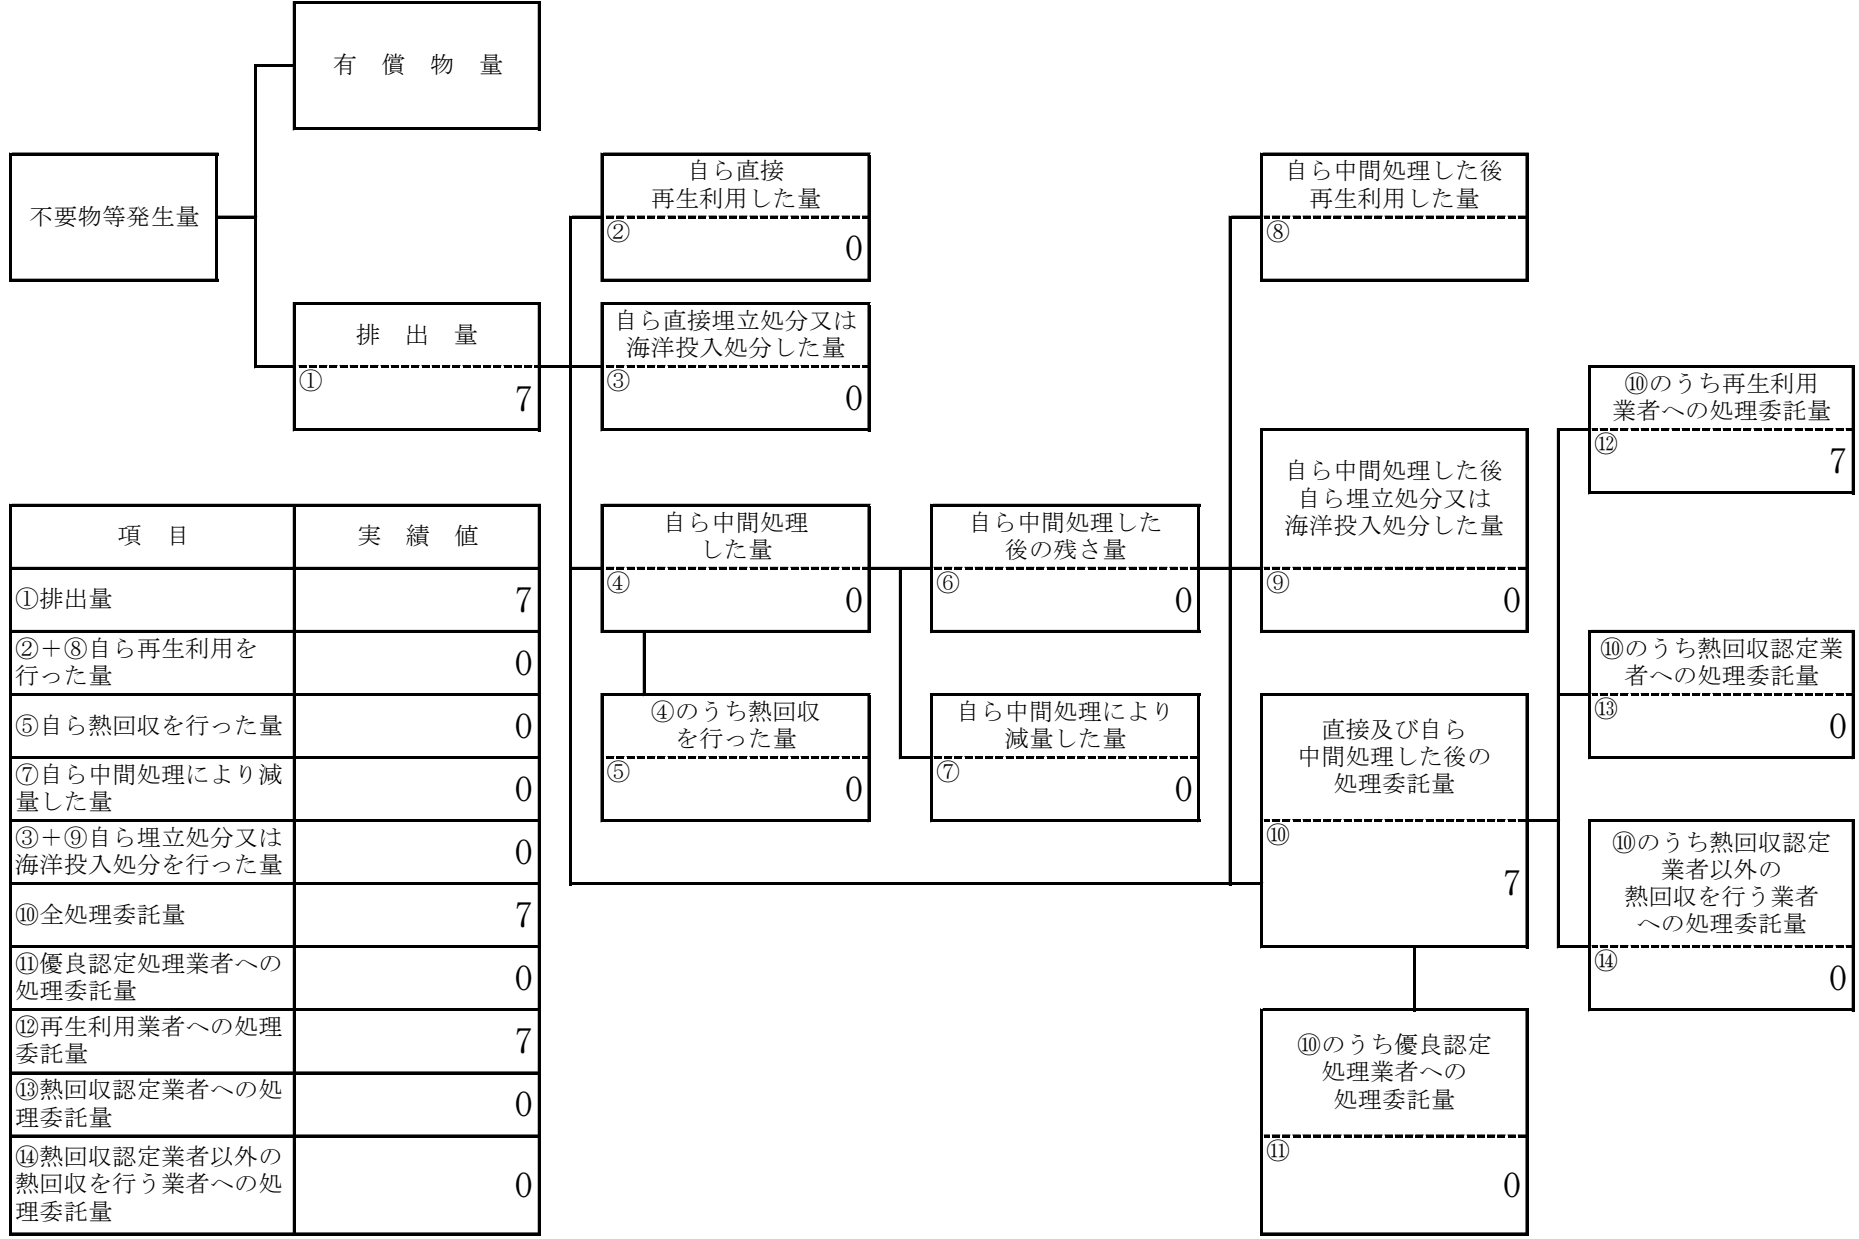 有　償　物　量
不要物等発生量
排　出　量
①
7
自ら直接
再生利用した量
②
0
自ら直接埋立処分又は
海洋投入処分した量
③
0
自ら中間処理
した量
④
0
④のうち熱回収
を行った量
⑤
0
自ら中間処理した
後の残さ量
⑥
0
自ら中間処理により
減量した量
⑦
0
自ら中間処理した後
再生利用した量
⑧
自ら中間処理した後
自ら埋立処分又は
海洋投入処分した量
⑨
0
直接及び自ら
中間処理した後の
処理委託量
⑩
7
⑩のうち優良認定
処理業者への
処理委託量
⑪
0
⑩のうち再生利用
業者への処理委託量
⑫
7
⑩のうち熱回収認定業
者への処理委託量
⑬
0
⑩のうち熱回収認定
業者以外の
熱回収を行う業者
への処理委託量
⑭
0
項　目
実　績　値
①排出量
7
②＋⑧自ら再生利用を
行った量
0
⑤自ら熱回収を行った量
0
⑦自ら中間処理により減
量した量
0
③＋⑨自ら埋立処分又は
海洋投入処分を行った量
0
⑩全処理委託量
7
⑪優良認定処理業者への
処理委託量
0
⑫再生利用業者への処理
委託量
7
⑬熱回収認定業者への処
理委託量
0
⑭熱回収認定業者以外の
熱回収を行う業者への処
理委託量
0